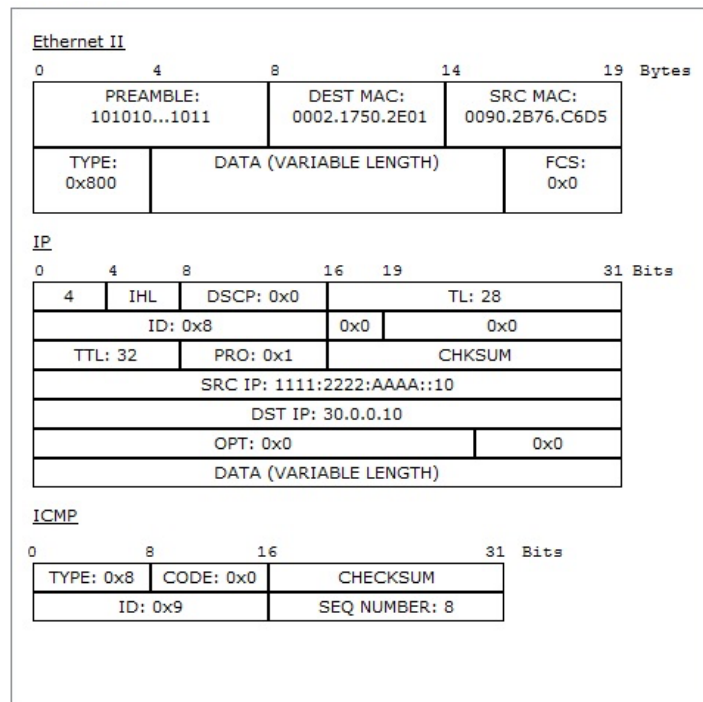 Ethernet II
0 4 8 14 19 Bytes
PREAMBLE: DEST MAC: SRC MAC:
101010...1011 0002.1750.2E01 0090.2B76.C6D5
TYPE: DATA (VARIABLE LENGTH) FCS:
0x800 0x0
IP
0 4 8 16 19 31 Bits
4 IHL DSCP: 0x0 TL: 28
ID: 0x8 0x0 0x0
TTL: 32 PRO: 0x1 CHKSUM
SRC IP: 1111:2222:AAAA::10
DST IP: 30.0.0.10
OPT: 0x0 0x0
DATA (VARIABLE LENGTH)
ICMP
0 8 16 31 Bits
TYPE: 0x8 CODE: 0x0 CHECKSUM
ID: 0x9 SEQ NUMBER: 8